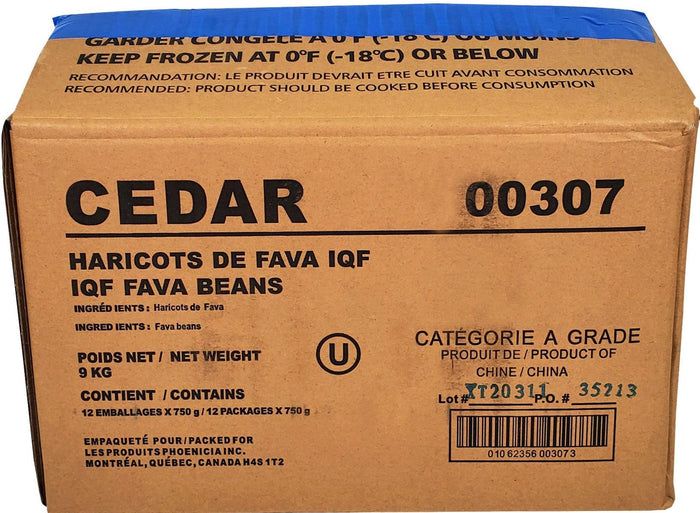 GARDER CONGELÉ A 0°F (-18°C) OU MOINS
KEEP FROZEN AT 0°F (-18°C) OR BELOW
RECOMMANDATION: LE PRODUIT DEVRAIT ETRE CUIT AVANT CONSOMMATION
RECOMMENDED: PRODUCT SHOULD BE COOKED BEFORE CONSUMPTION
CEDAR 00307
HARICOTS DE FAVA IQF
IQF FAVA BEANS
INGRÉD IENTS : Haricots de Fava
INGRED IENTS : Fava beans
POIDS NET / NET WEIGHT
9 KG
U
CONTIENT / CONTAINS
12 EMBALLAGES X 750 g / 12 PACKAGES X 750 g
EMPAQUETÉ POUR / PACKED FOR
LES PRODUITS PHOENICIA INC.
MONTRÉAL, QUÉBEC, CANADA H4S 1T2
CATÉGORIE A GRADE
PRODUIT DE / PRODUCT OF
CHINE / CHINA
Lot# XT20311 P.O. # 35213
010 62356 003073